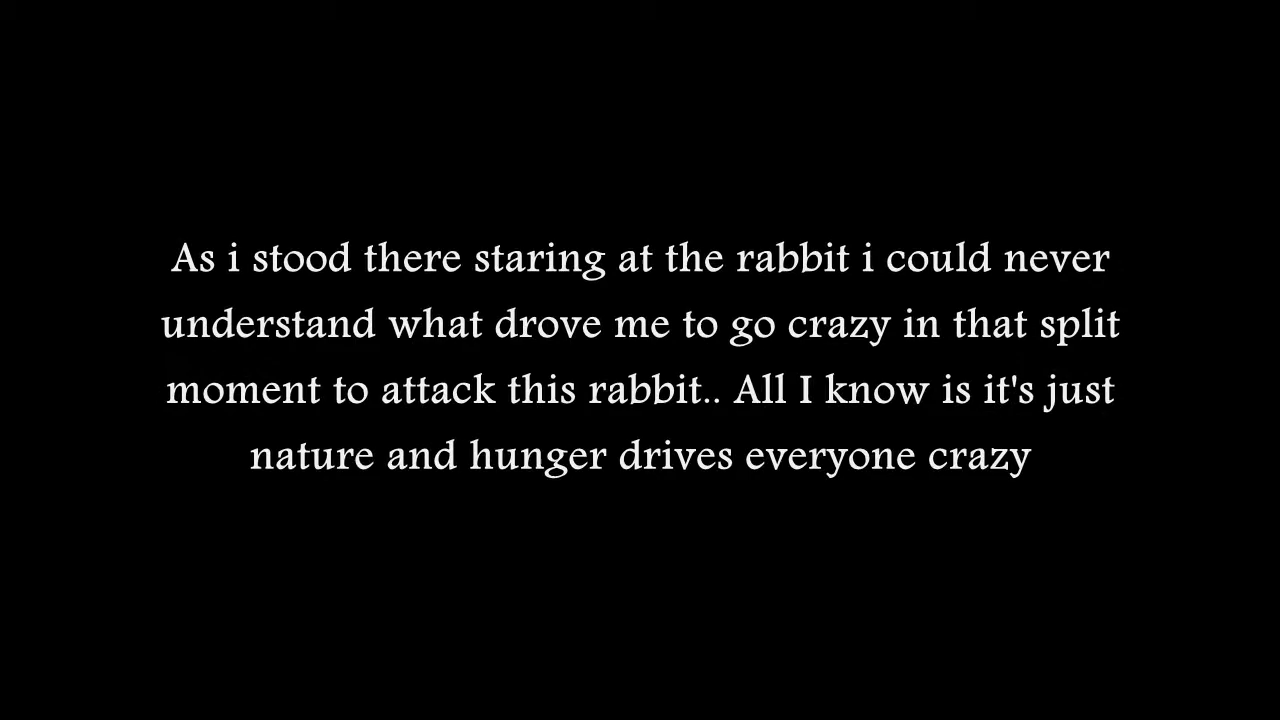 As i stood there staring at the rabbit i could never
understand what drove me to go crazy in that split
moment to attack this rabbit.. All I know is it's just
nature and hunger drives everyone crazy